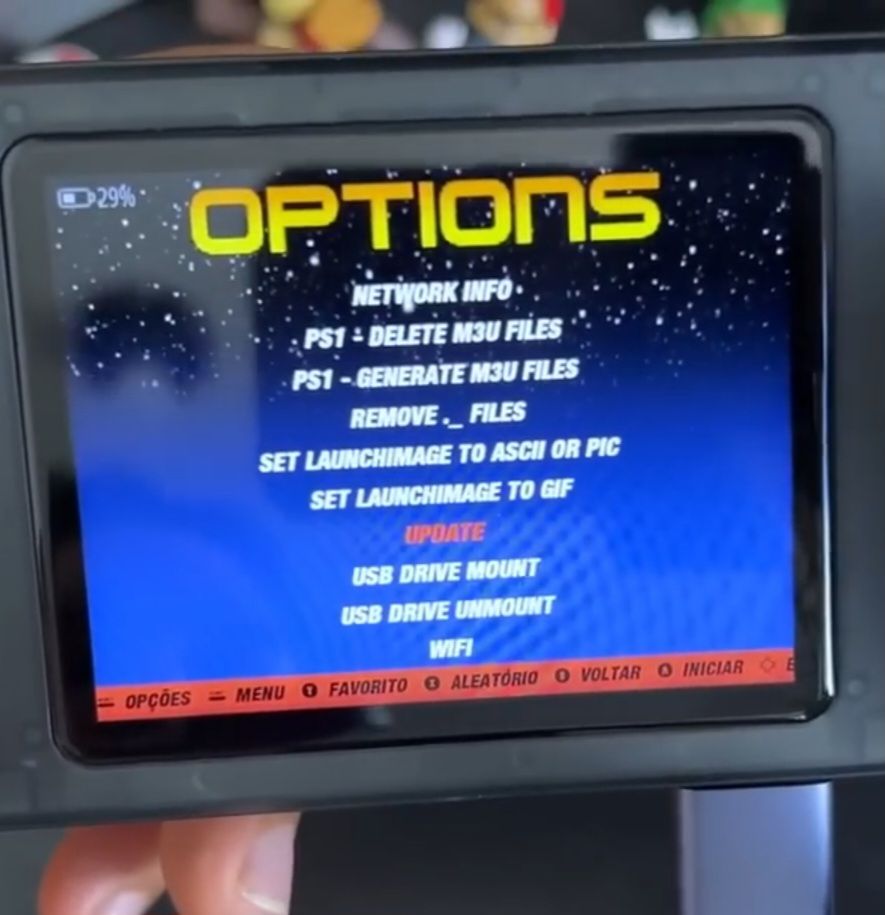 29%
OPTIONS
NETWORK INFO
PS1 - DELETE M3U FILES
PS1 - GENERATE M3U FILES
REMOVE ._ FILES
SET LAUNCHIMAGE TO ASCII OR PIC
SET LAUNCHIMAGE TO GIF
UPDATE
USB DRIVE MOUNT
USB DRIVE UNMOUNT
WIFI
OPÇÕES MENU Y FAVORITO X ALEATÓRIO B VOLTAR A INICIAR